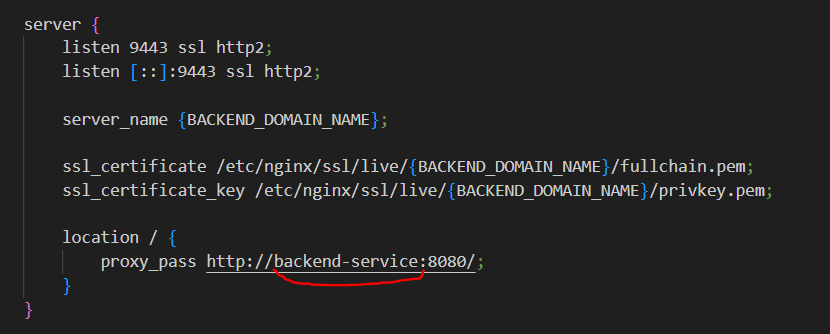 server {
listen 9443 ssl http2;
listen [::]:9443 ssl http2;
server_name {BACKEND_DOMAIN_NAME};
ssl_certificate /etc/nginx/ssl/live/{BACKEND_DOMAIN_NAME}/fullchain.pem;
ssl_certificate_key /etc/nginx/ssl/live/{BACKEND_DOMAIN_NAME}/privkey.pem;
location / {
proxy_pass http://backend-service:8080/;
}
}